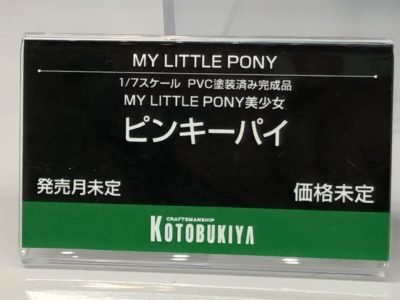 MY LITTLE PONY
1/7スケール PVC塗装済み完成品
MY LITTLE PONY美少女
ピンキーパイ
発売月未定 価格未定
CRAFTSMANSHIP
KOTOBUKIYA